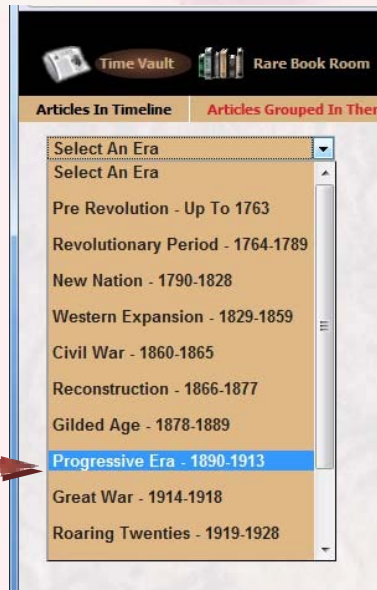 Time Vault Rare Book Room
Articles In Timeline Articles Grouped In Ther
Select An Era
Select An Era
Pre Revolution - Up To 1763
Revolutionary Period - 1764-1789
New Nation - 1790-1828
Western Expansion - 1829-1859
Civil War - 1860-1865
Reconstruction - 1866-1877
Gilded Age - 1878-1889
Progressive Era - 1890-1913
Great War - 1914-1918
Roaring Twenties - 1919-1928